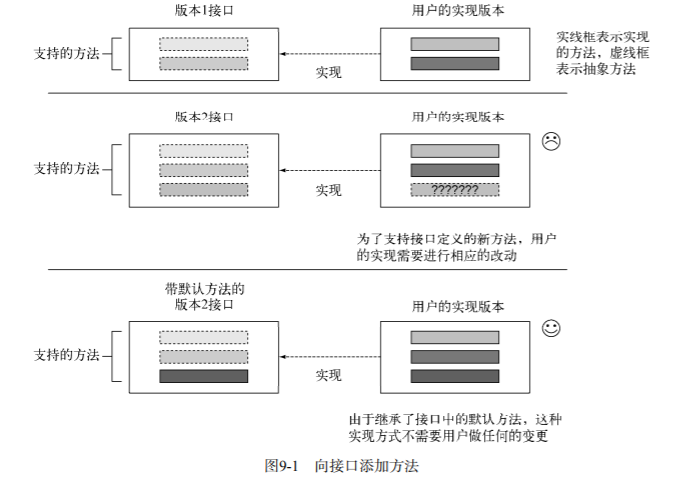 版本1接口
用户的实现版本
支持的方法
实现
实线框表示实现
的方法，虚线框
表示抽象方法
版本2接口
用户的实现版本
支持的方法
实现
???????
为了支持接口定义的新方法，用户
的实现需要进行相应的改动
带默认方法的
版本2接口
用户的实现版本
支持的方法
实现
由于继承了接口中的默认方法，这种
实现方式不需要用户做任何的变更
图9-1 向接口添加方法